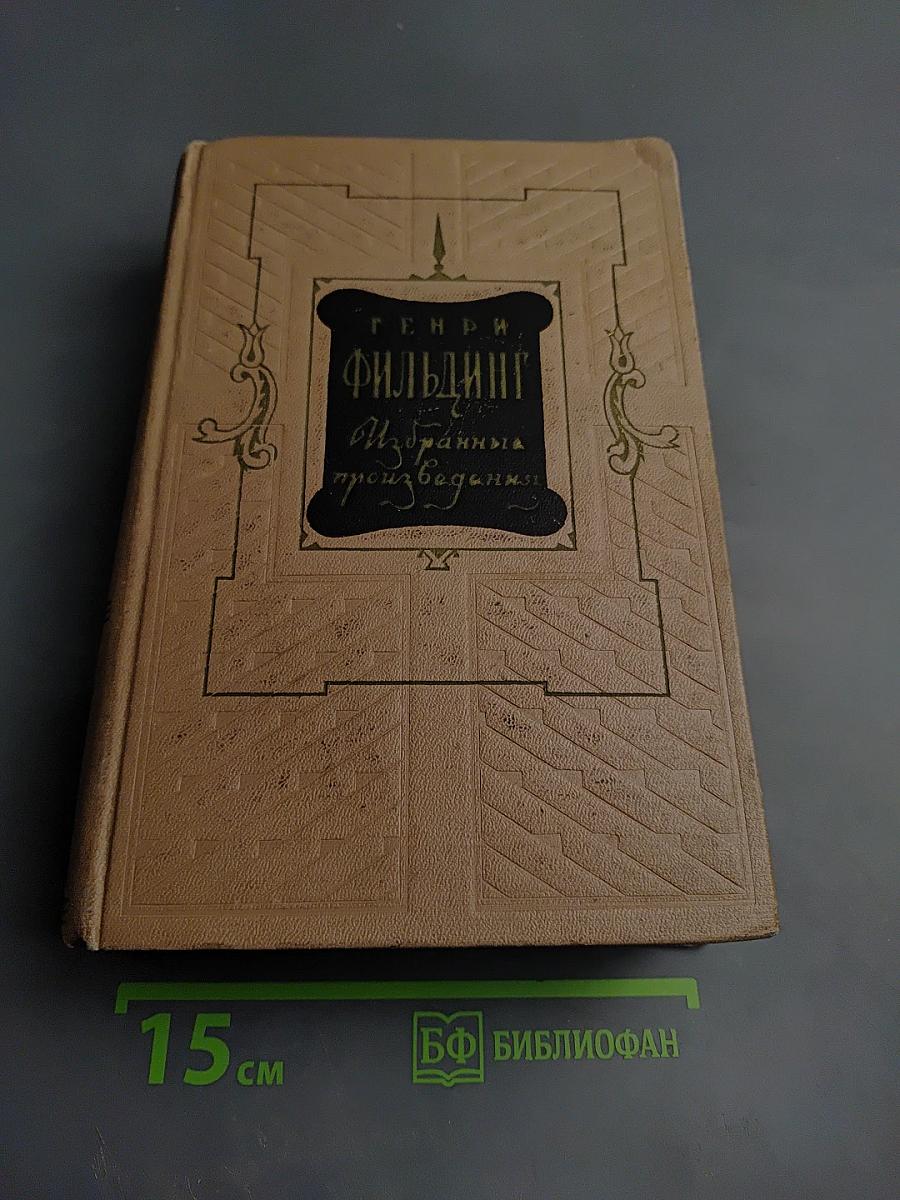 ГЕНРИ
ФИЛЬДИНГ
Избранные
произведения
15 см
БФ БИБЛИОФАН